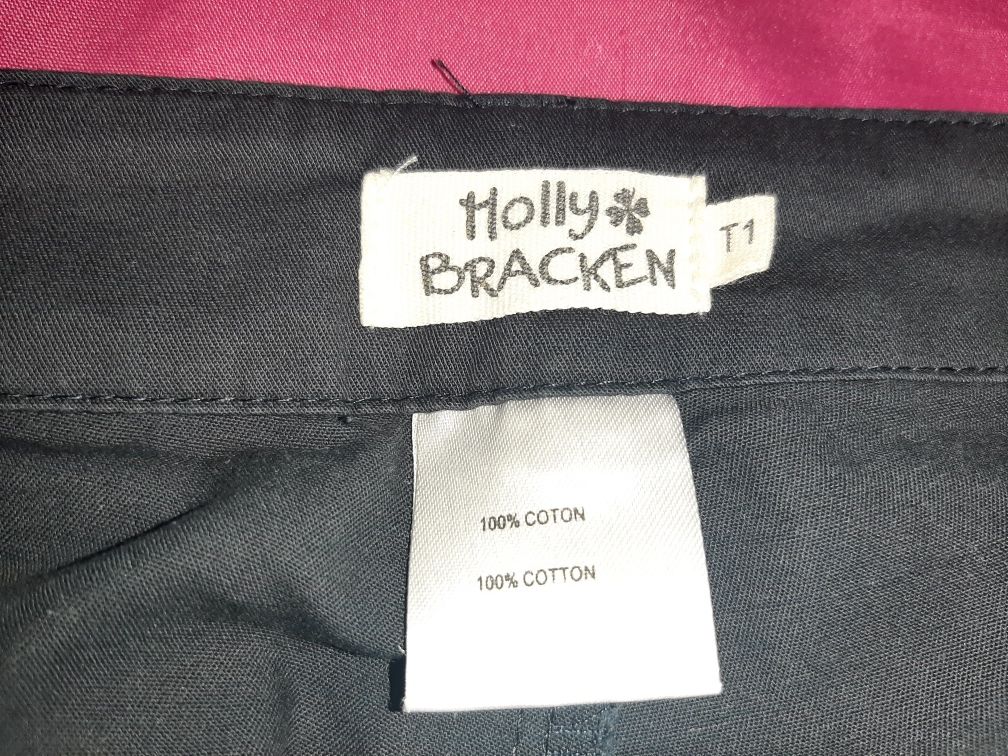 Holly
BRACKEN
T1
100% COTON
100% COTTON